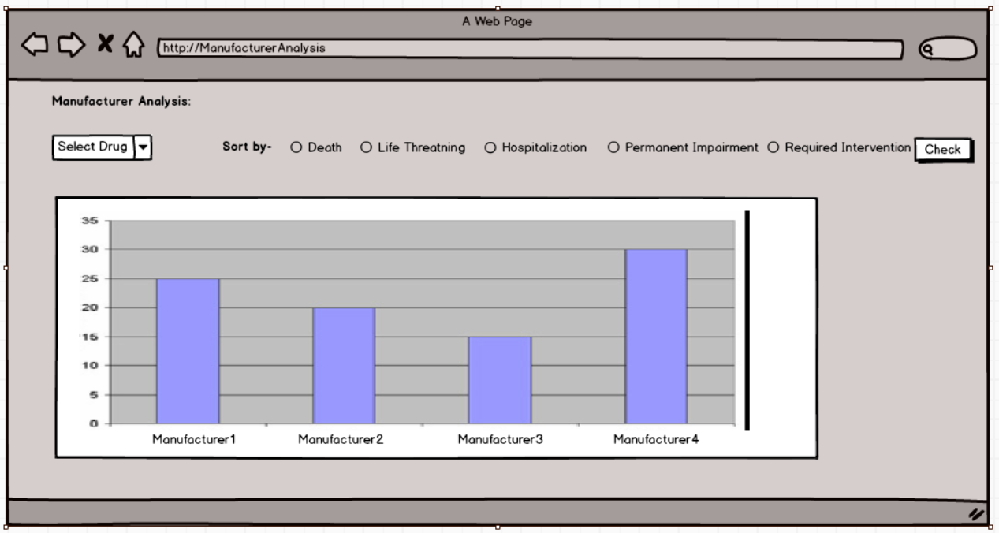 A Web Page
http://ManufacturerAnalysis
Manufacturer Analysis:
Select Drug Sort by- Death Life Threatning Hospitalization Permanent Impairment Required Intervention Check
35
30
25
20
15
10
5
0
Manufacturer1 Manufacturer2 Manufacturer3 Manufacturer4